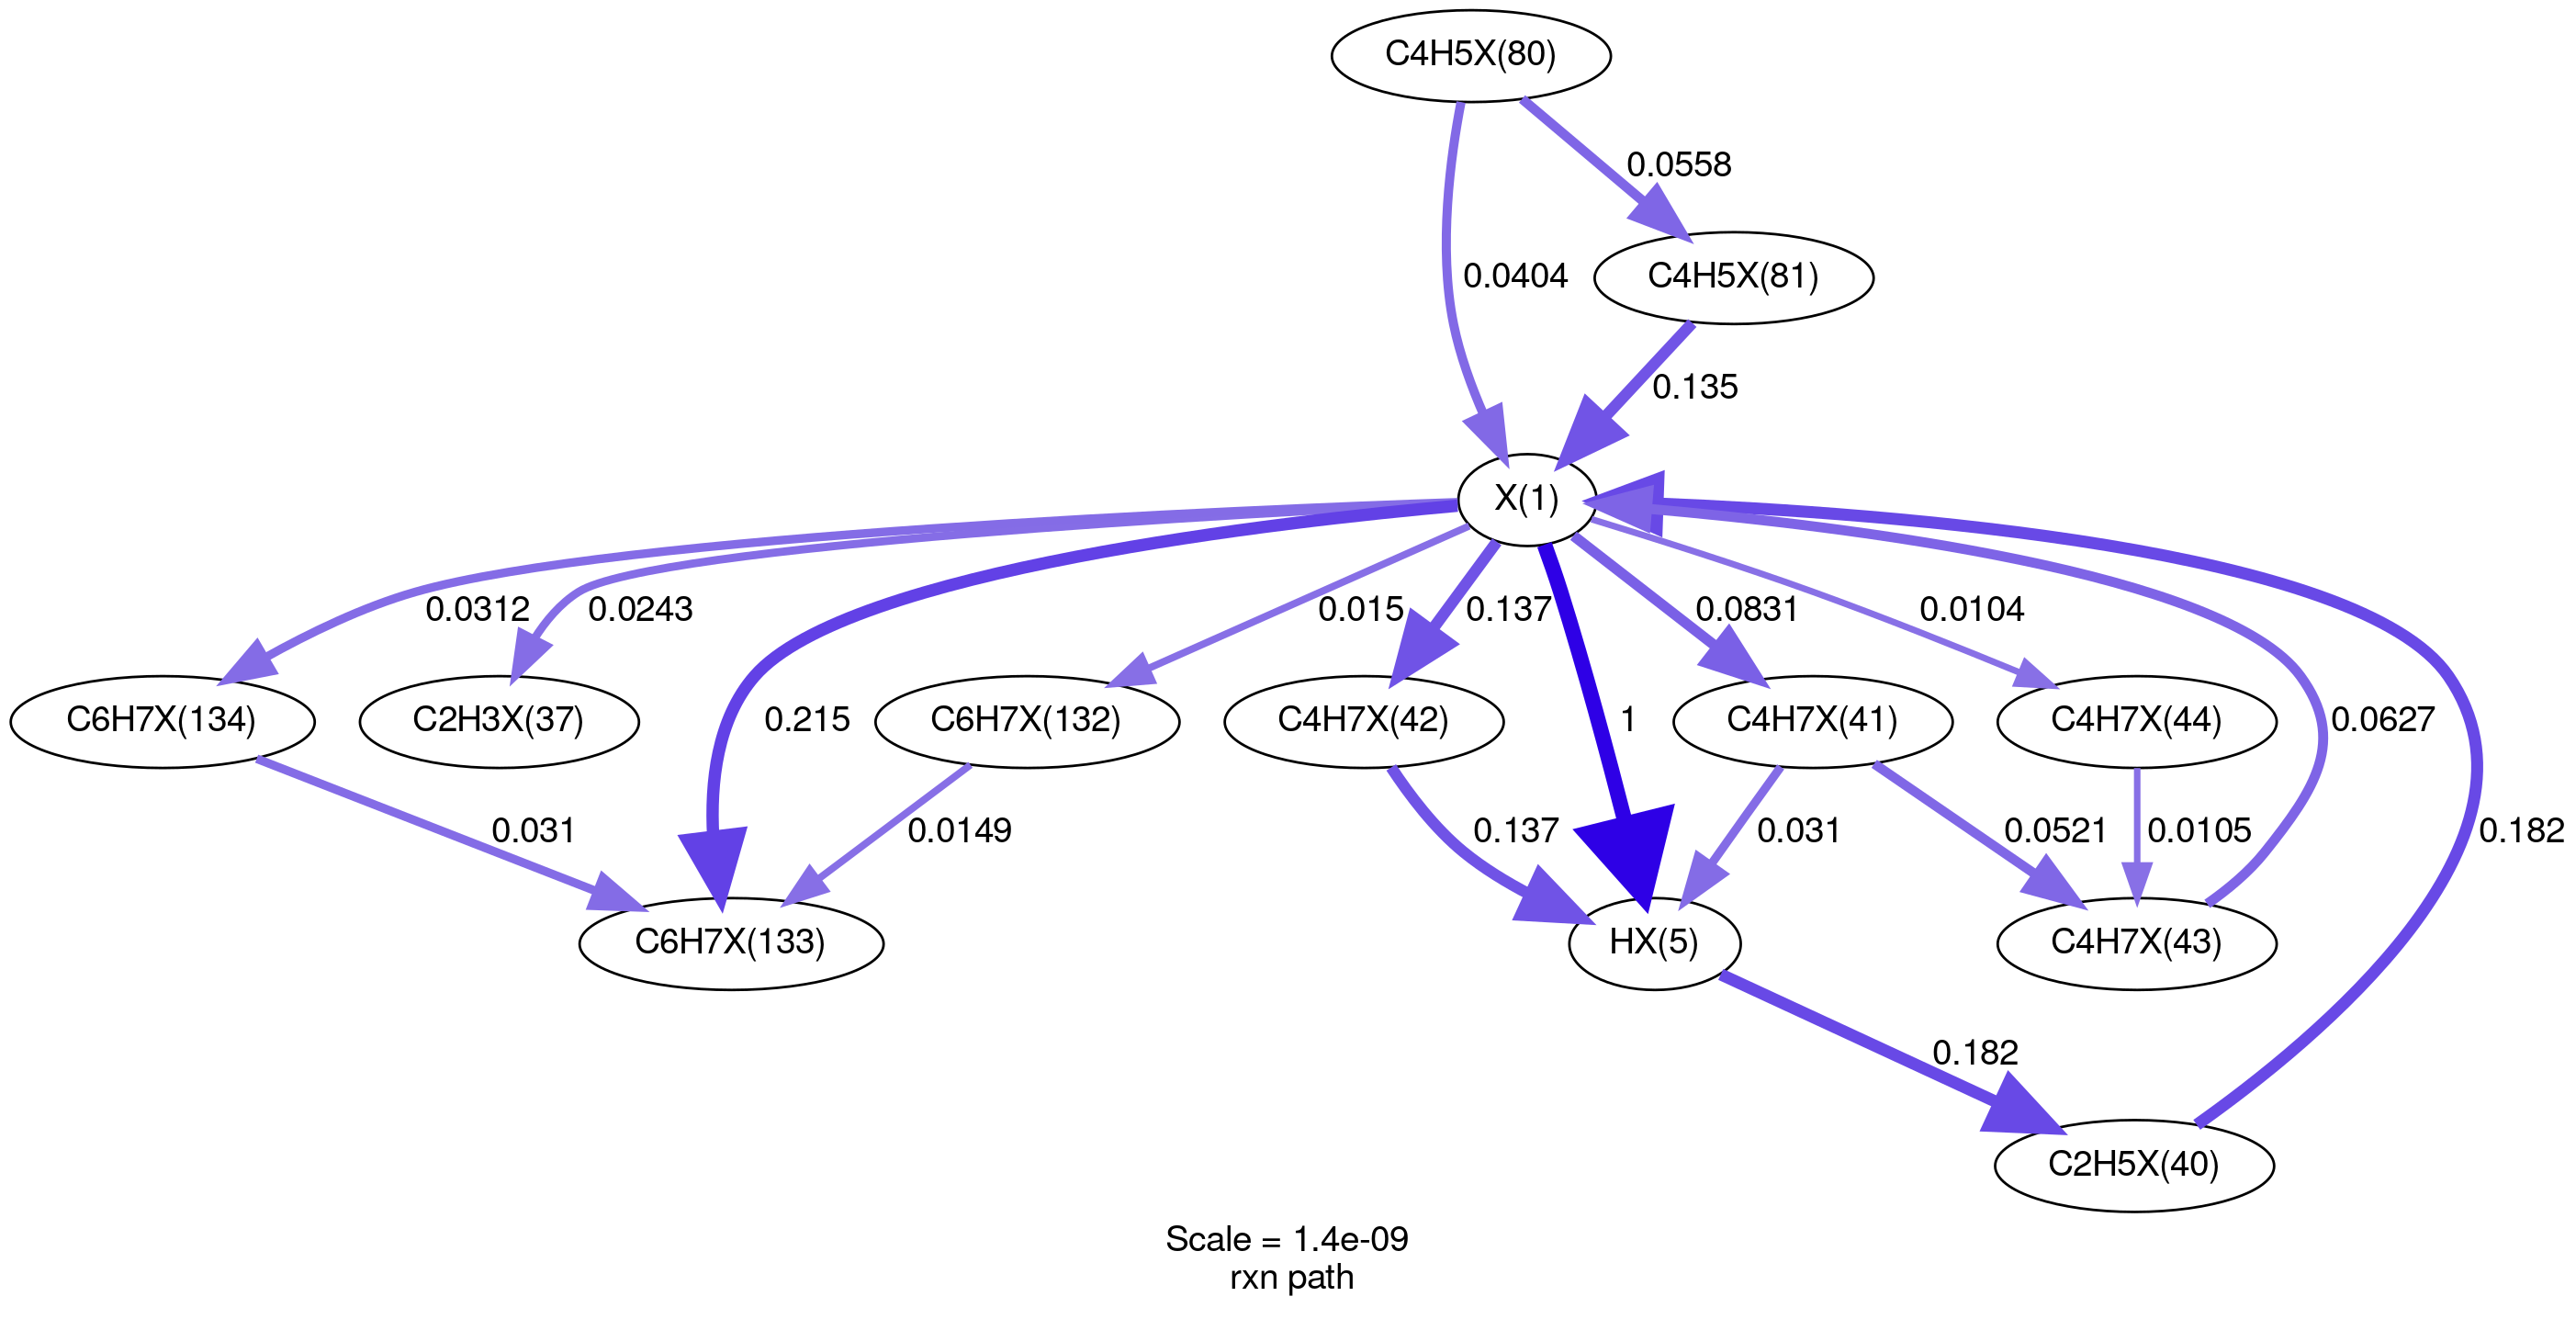 C4H5X(80)
0.0558
0.0404
C4H5X(81)
0.135
X(1)
0.0312
0.0243
0.015
0.137
0.0831
0.0104
C6H7X(134)
C2H3X(37)
0.215
C6H7X(132)
C4H7X(42)
1
C4H7X(41)
C4H7X(44)
0.0627
0.031
0.0149
0.137
0.031
0.0521
0.0105
0.182
C6H7X(133)
HX(5)
C4H7X(43)
0.182
C2H5X(40)
Scale = 1.4e-09
rxn path